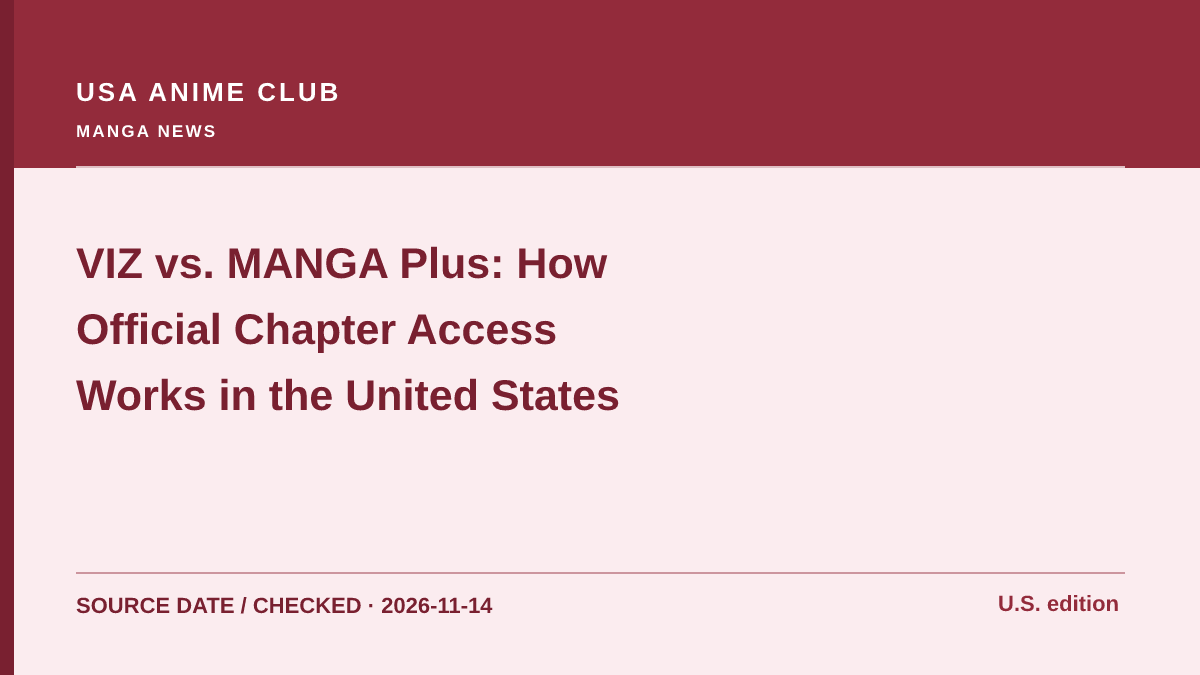 USA ANIME CLUB
MANGA NEWS
VIZ vs. MANGA Plus: How
Official Chapter Access
Works in the United States
SOURCE DATE / CHECKED · 2026-11-14
U.S. edition